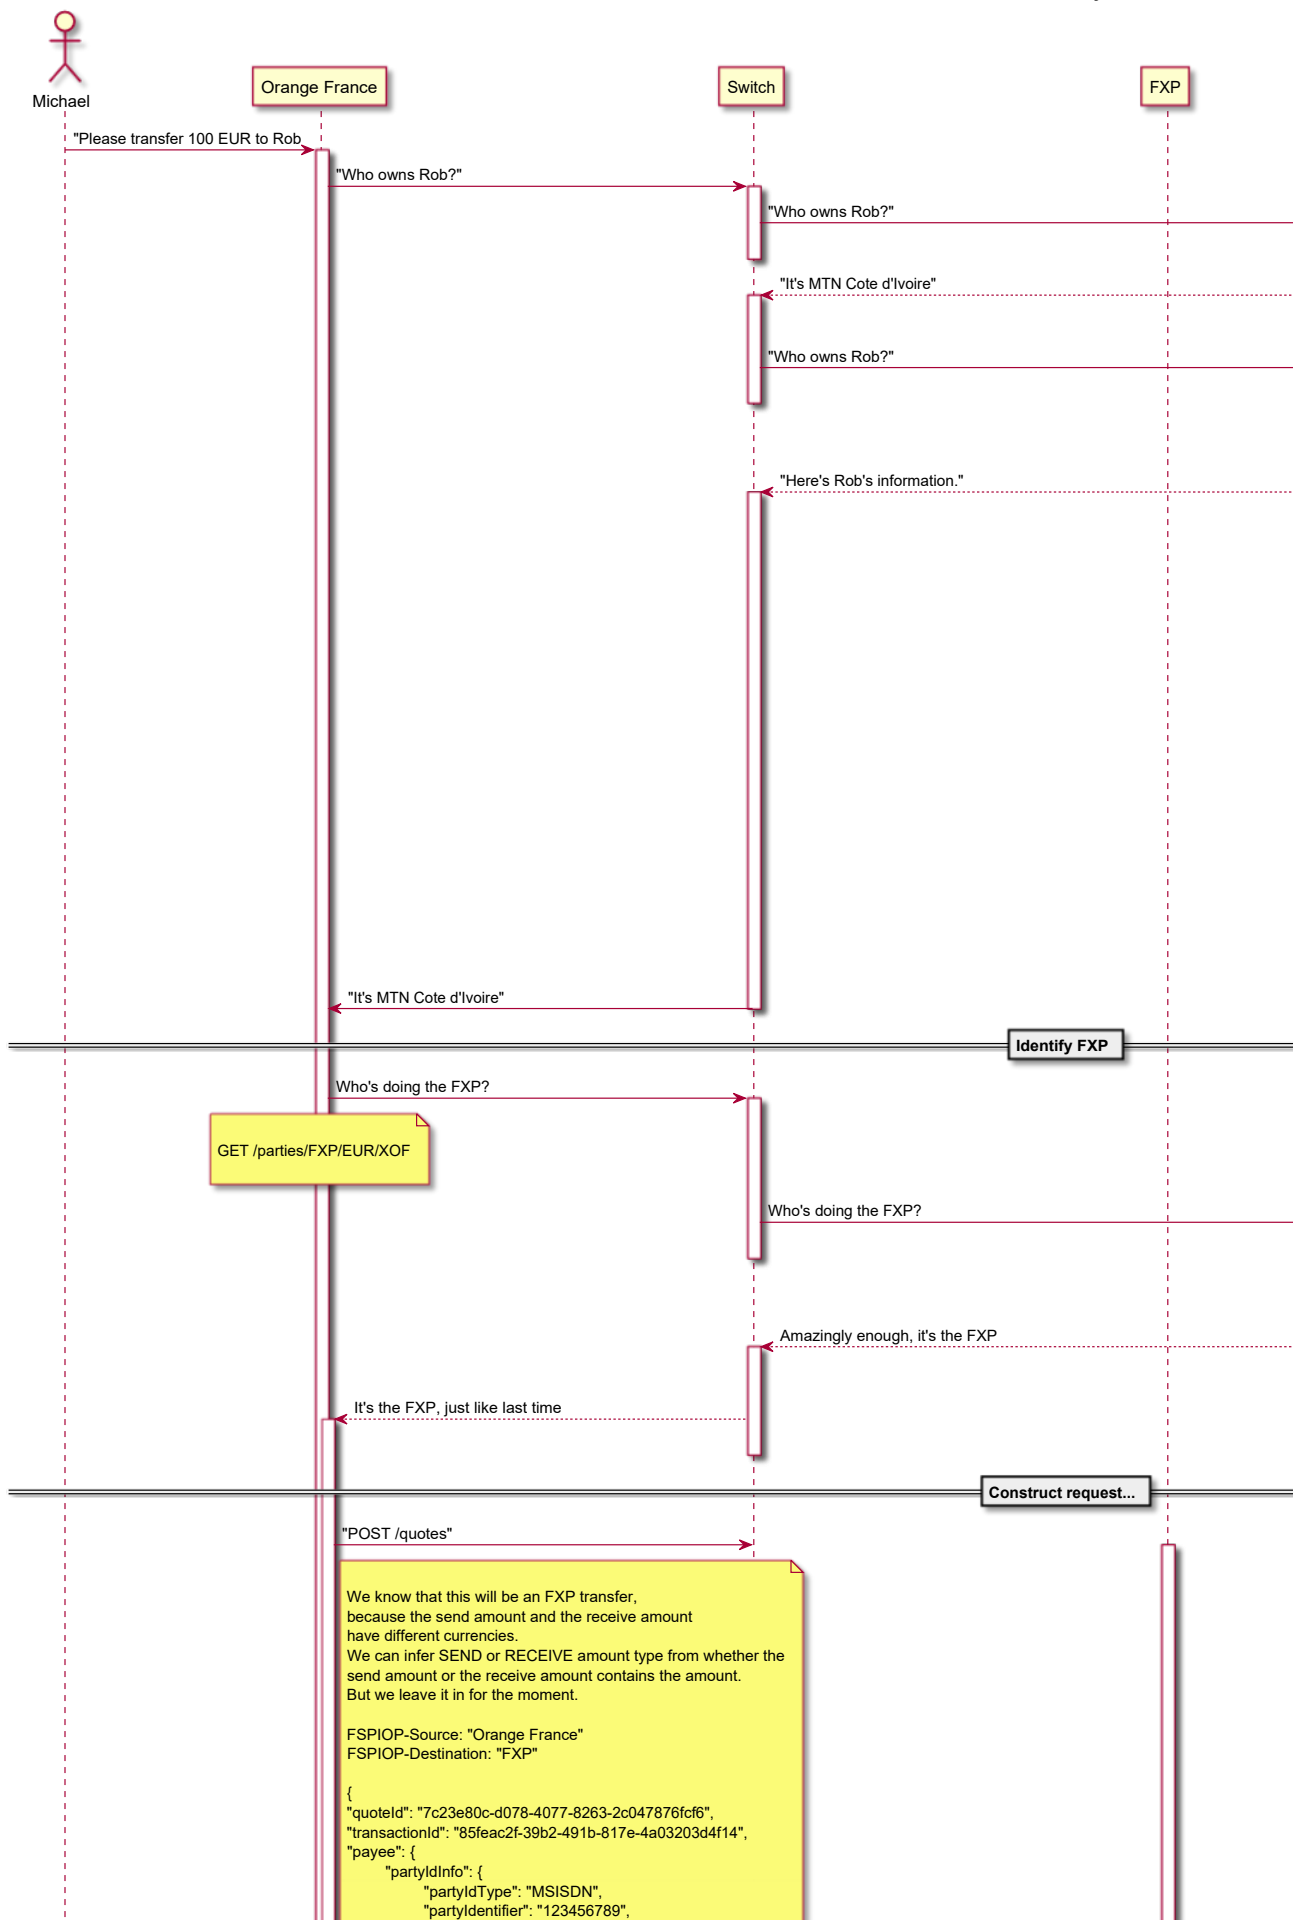 Michael
Orange France
Switch
FXP
"Please transfer 100 EUR to Rob
"Who owns Rob?"
"Who owns Rob?"
"It's MTN Cote d'Ivoire"
"Who owns Rob?"
"Here's Rob's information."
"It's MTN Cote d'Ivoire"
Identify FXP
Who's doing the FXP?
GET /parties/FXP/EUR/XOF
Who's doing the FXP?
Amazingly enough, it's the FXP
It's the FXP, just like last time
Construct request...
"POST /quotes"
We know that this will be an FXP transfer,
because the send amount and the receive amount
have different currencies.
We can infer SEND or RECEIVE amount type from whether the
send amount or the receive amount contains the amount.
But we leave it in for the moment.
FSPIOP-Source: "Orange France"
FSPIOP-Destination: "FXP"
{
"quoteId": "7c23e80c-d078-4077-8263-2c047876fcf6",
"transactionId": "85feac2f-39b2-491b-817e-4a03203d4f14",
"payee": {
"partyIdInfo": {
"partyIdType": "MSISDN",
"partyIdentifier": "123456789",